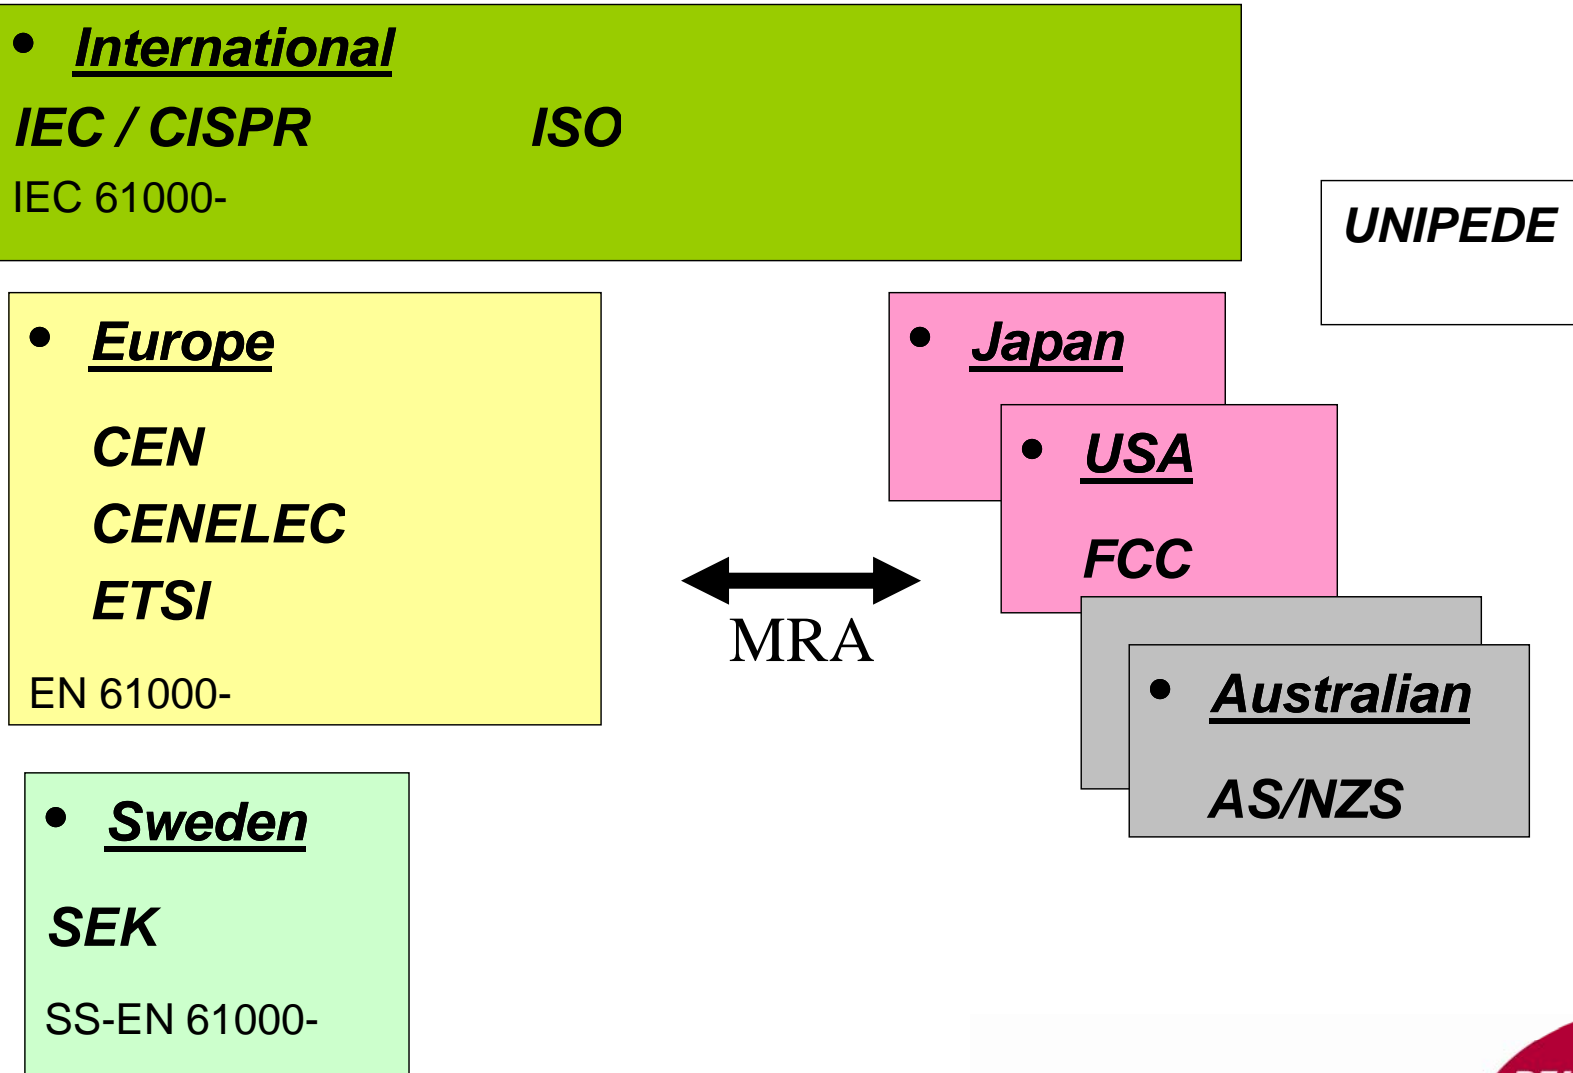 • International
IEC / CISPR ISO
IEC 61000-
UNIPEDE
• Europe
CEN
CENELEC
ETSI
EN 61000-
MRA
• Japan
• USA
FCC
• Australian
AS/NZS
• Sweden
SEK
SS-EN 61000-